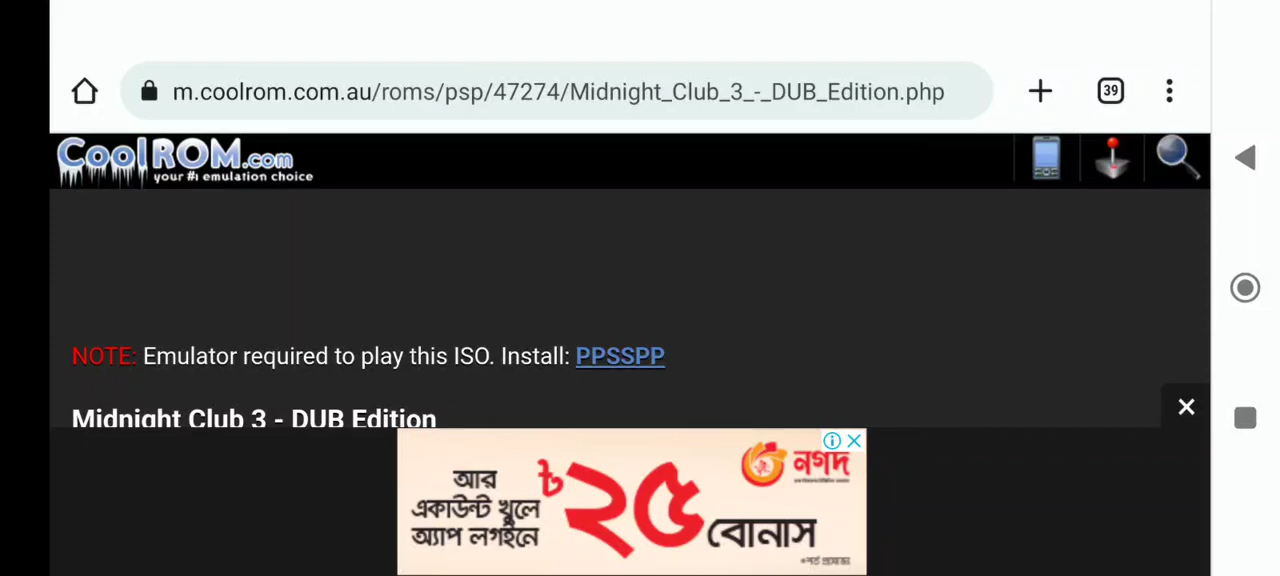 m.coolrom.com.au/roms/psp/47274/Midnight_Club_3_-_DUB_Edition.php
39
CoolROM.com
your #1 emulation choice
NOTE: Emulator required to play this ISO. Install: PPSSPP
Midnight Club 3 - DUB Edition
আর
একাউন্ট খুলে
অ্যাপ লগইনে
৳২৫
বোনাস
নগদ